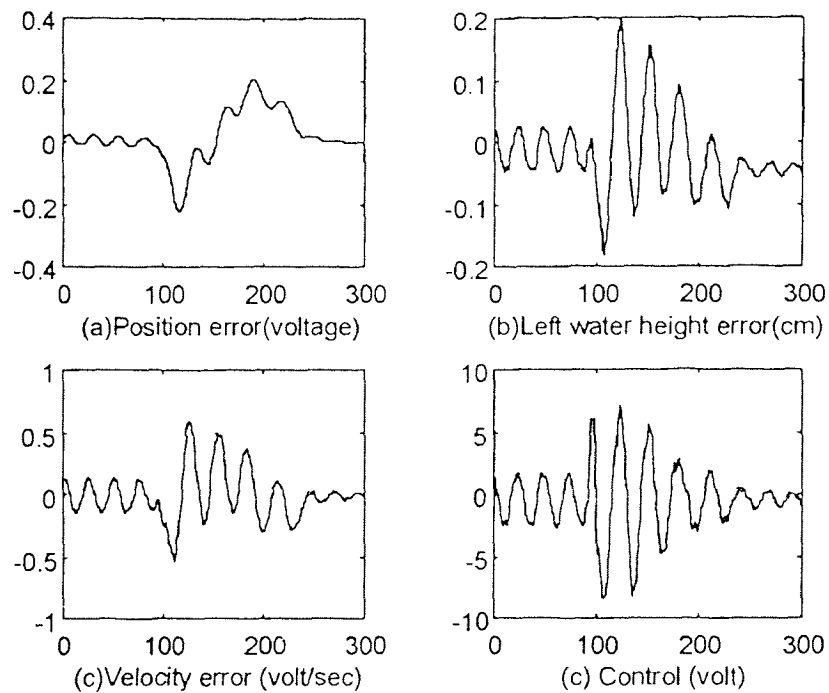 0.4
0.2
0
-0.2
-0.4
0 100 200 300
(a)Position error(voltage)
0.2
0.1
0
-0.1
-0.2
0 100 200 300
(b)Left water height error(cm)
1
0.5
0
-0.5
-1
0 100 200 300
(c)Velocity error (volt/sec)
10
5
0
-5
-10
0 100 200 300
(c) Control (volt)